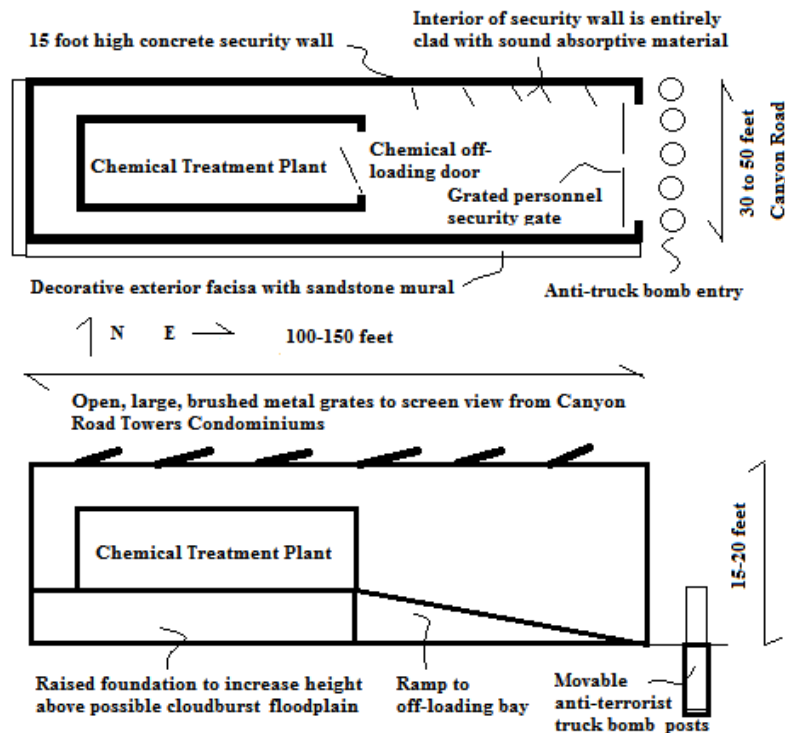 15 foot high concrete security wall
Interior of security wall is entirely
clad with sound absorptive material
Chemical Treatment Plant
Chemical off-
loading door
Grated personnel
security gate
30 to 50 feet
Canyon Road
Decorative exterior facisa with sandstone mural
Anti-truck bomb entry
N E
100-150 feet
Open, large, brushed metal grates to screen view from Canyon
Road Towers Condominiums
Chemical Treatment Plant
15-20 feet
Raised foundation to increase height
above possible cloudburst floodplain
Ramp to
off-loading bay
Movable
anti-terrorist
truck bomb posts